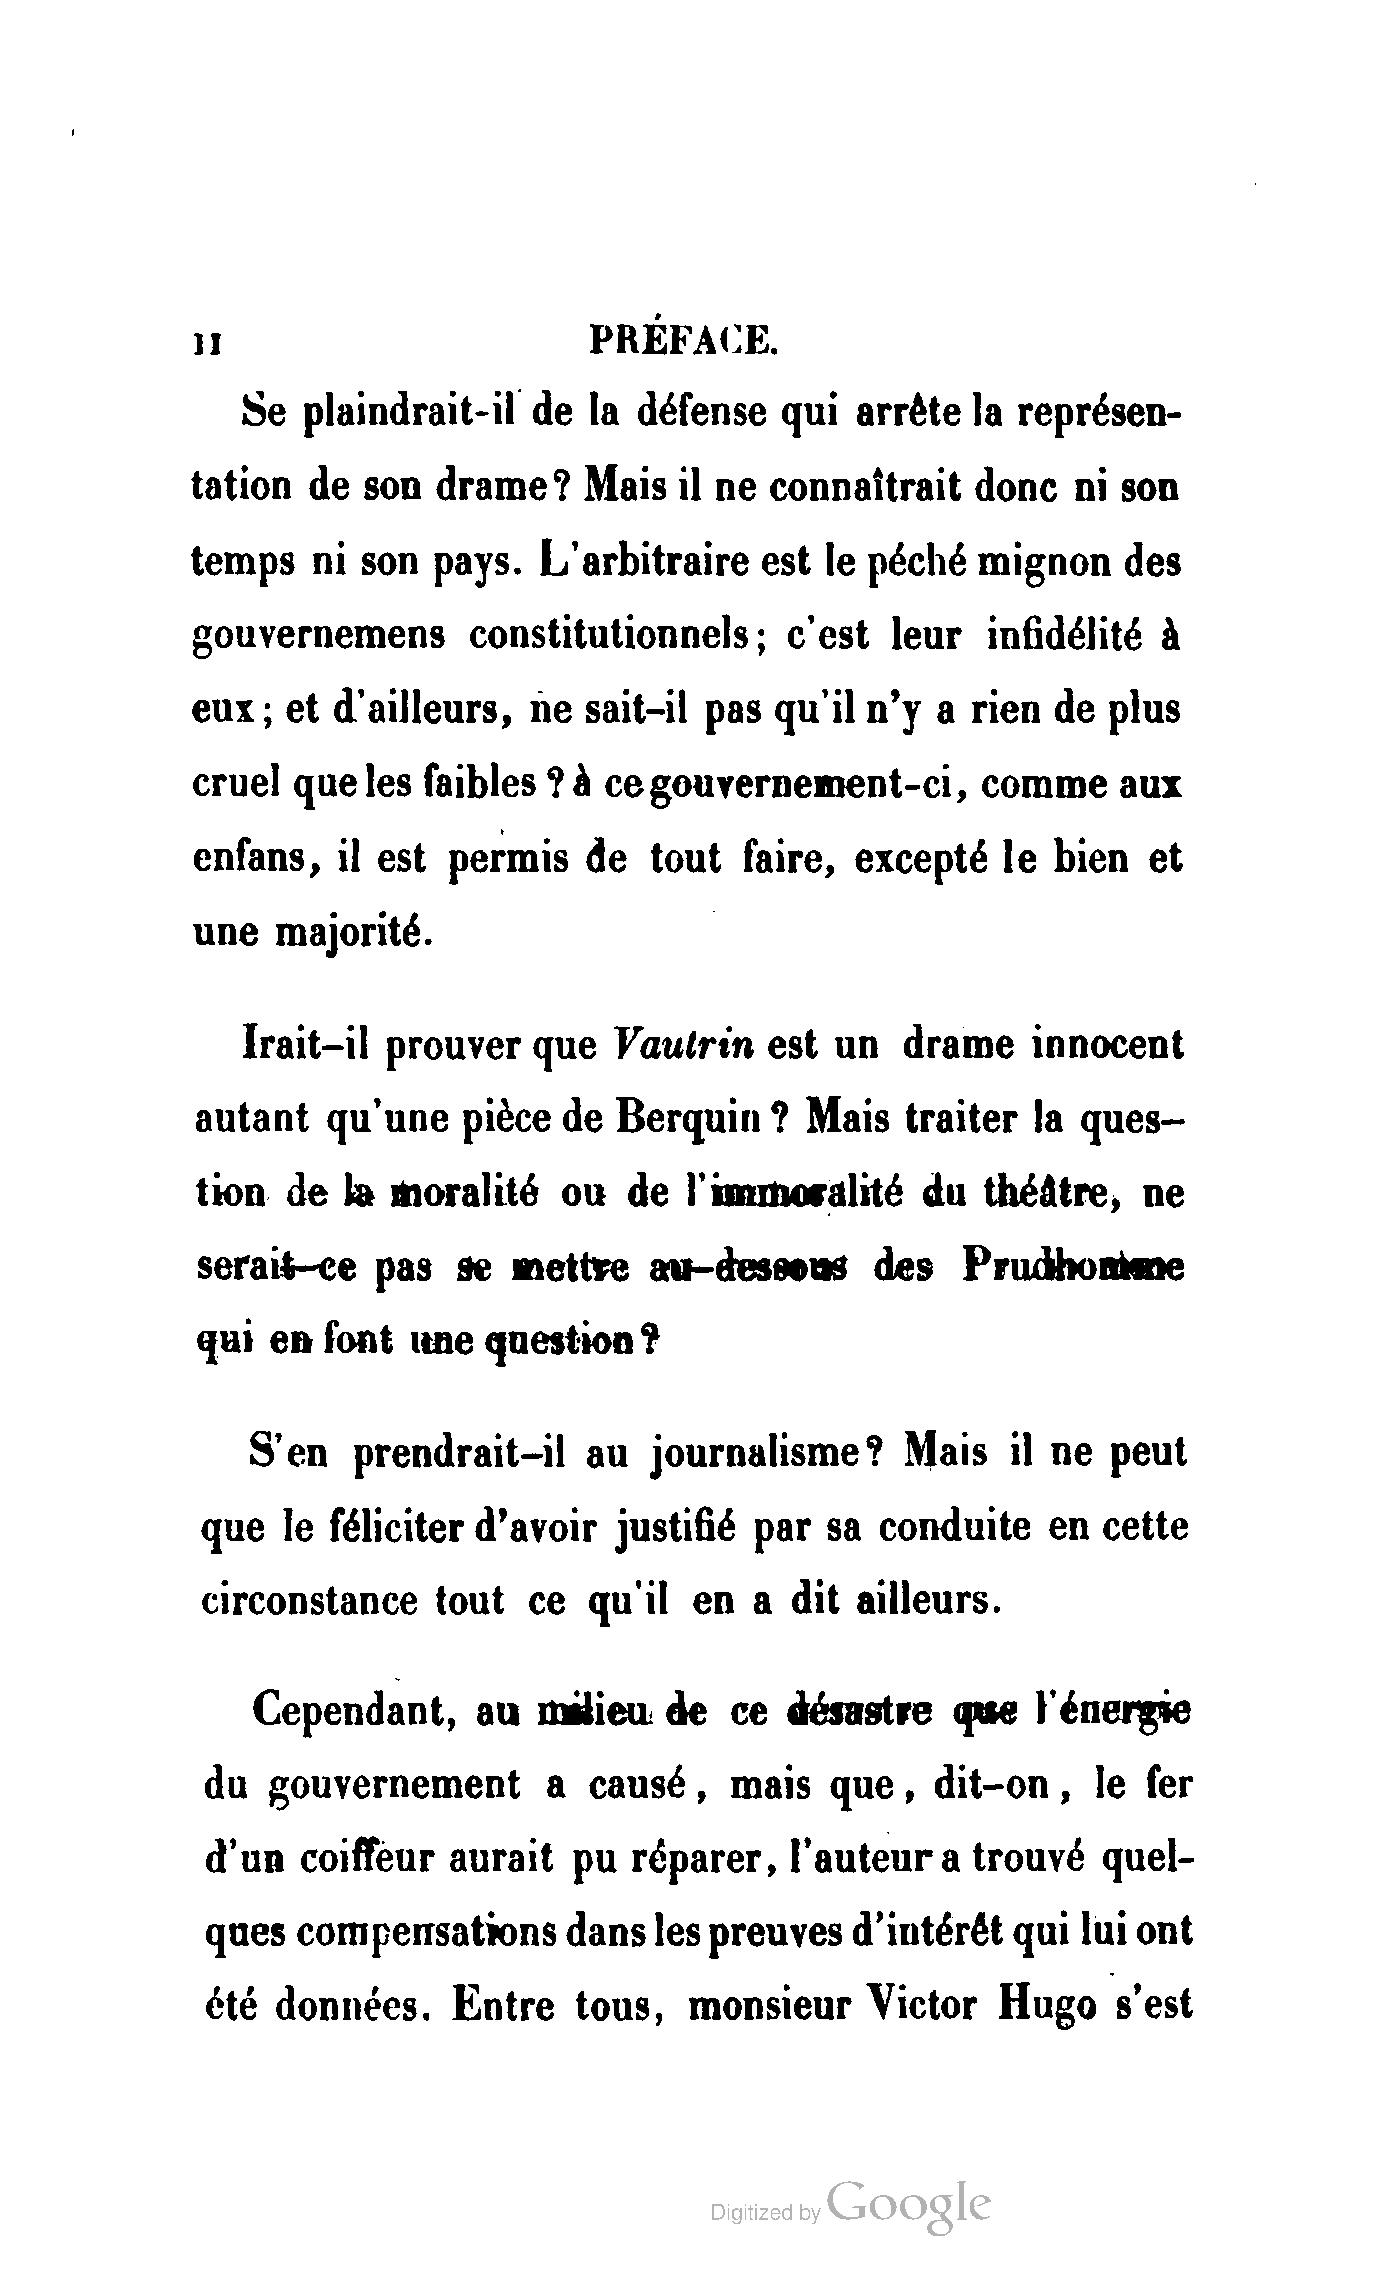 II PRÉFACE.
Se plaindrait-il de la défense qui arrête la représen-
tation de son drame? Mais il ne connaîtrait donc ni son
temps ni son pays. L'arbitraire est le péché mignon des
gouvernemens constitutionnels; c'est leur infidélité à
eux; et d'ailleurs, ne sait-il pas qu'il n'y a rien de plus
cruel que les faibles? à ce gouvernement-ci, comme aux
enfans, il est permis de tout faire, excepté le bien et
une majorité.
Irait-il prouver que Vautrin est un drame innocent
autant qu'une pièce de Berquin? Mais traiter la ques-
tion de la moralité ou de l'immoralité du théâtre, ne
serait-ce pas se mettre au-dessous des Prudhomme
qui en font une question?
S'en prendrait-il au journalisme? Mais il ne peut
que le féliciter d'avoir justifié par sa conduite en cette
circonstance tout ce qu'il en a dit ailleurs.
Cependant, au milieu de ce désastre que l'énergie
du gouvernement a causé, mais que, dit-on, le fer
d'un coiffeur aurait pu réparer, l'auteur a trouvé quel-
ques compensations dans les preuves d'intérêt qui lui ont
été données. Entre tous, monsieur Victor Hugo s'est
Digitized by Google